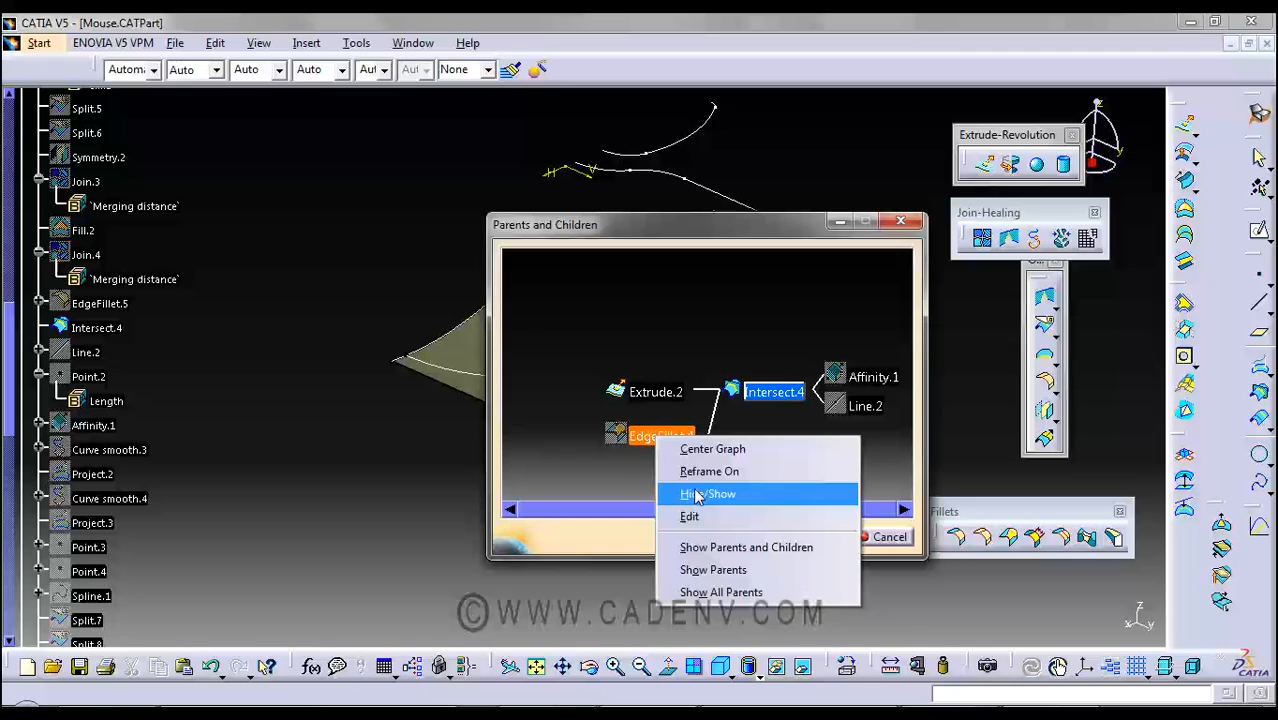 CATIA V5 - [Mouse.CATPart]
Start ENOVIA V5 VPM File Edit View Insert Tools Window Help
Auto Auto Auto Aut None
Split.5
Split.6
Symmetry.2
Join.3
`Merging distance`
Fill.2
Join.4
`Merging distance`
EdgeFillet.5
Intersect.4
Line.2
Point.2
Length
Affinity.1
Curve smooth.3
Project.2
Curve smooth.4
Project.3
Point.3
Point.4
Spline.1
Split.7
Split.8
H V
Z
y
Extrude-Revolution
Join-Healing
Parents and Children
Extrude.2
Intersect.4
Affinity.1
Line.2
Center Graph
Reframe On
Hide/Show
Edit
Show Parents and Children
Show Parents
Show All Parents
Cancel
Fillets
©WWW.CADENV.COM
z
x y
f(x)
CATIA